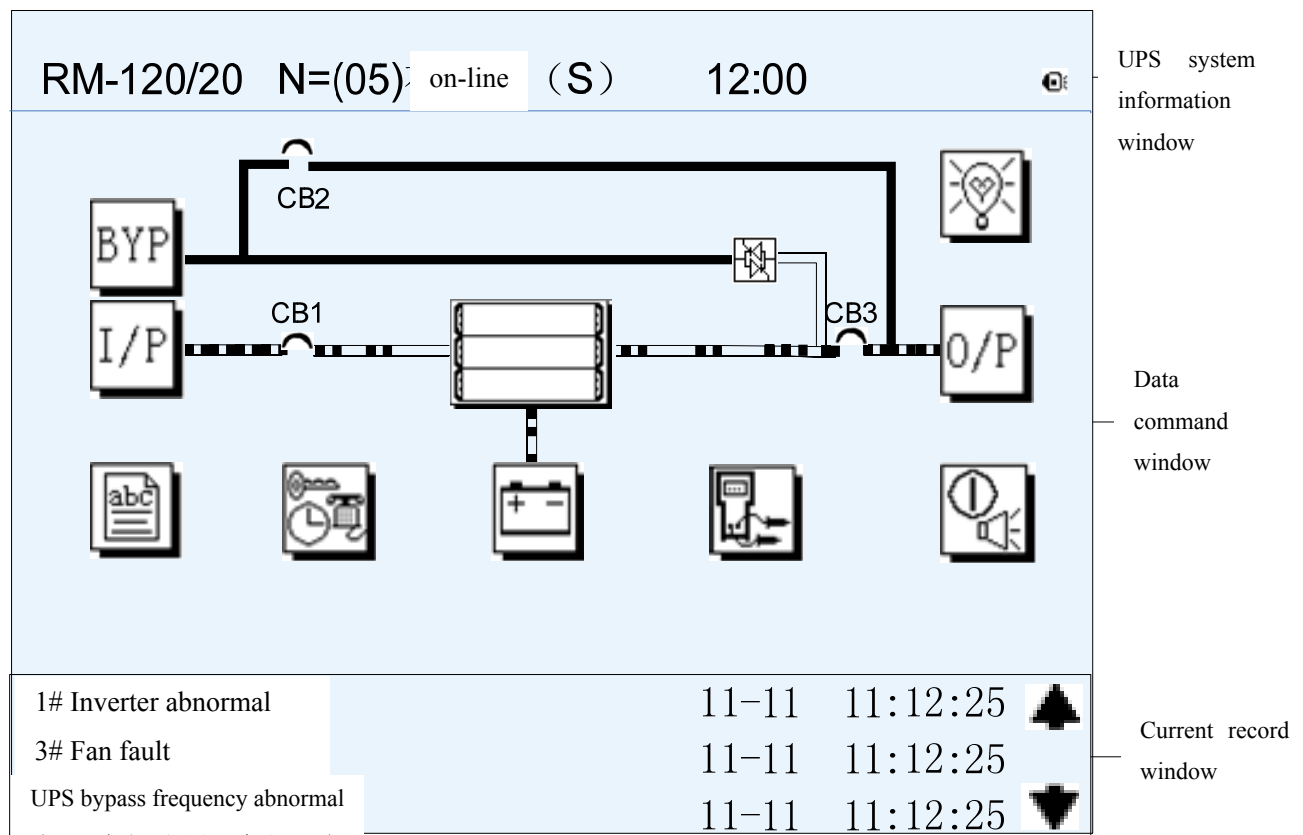 RM-120/20 N=(05) on-line （S） 12:00
UPS system
information
window
CB2
BYP
CB1
CB3
I/P
O/P
Data
command
window
abc
+ −
1# Inverter abnormal 11-11 11:12:25
3# Fan fault 11-11 11:12:25
UPS bypass frequency abnormal 11-11 11:12:25
Current record
window